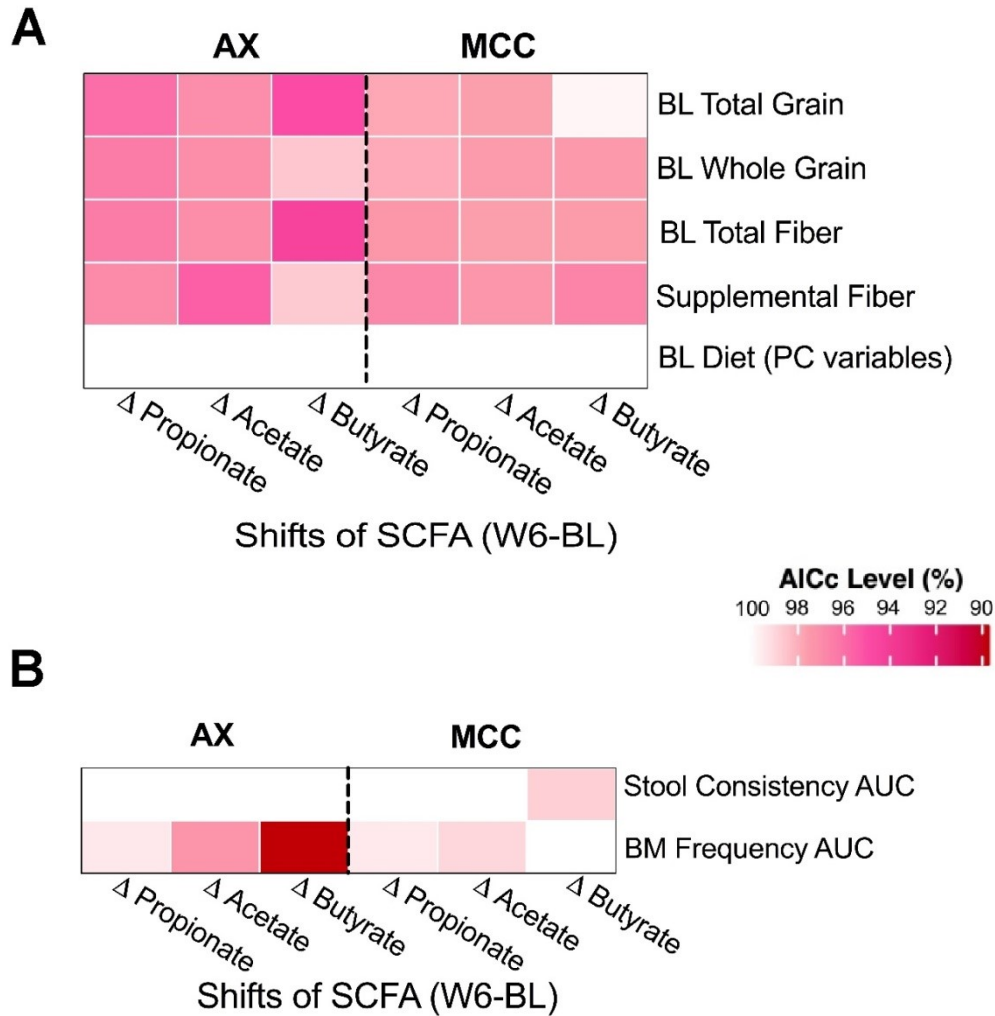 A
AX MCC
BL Total Grain
BL Whole Grain
BL Total Fiber
Supplemental Fiber
BL Diet (PC variables)
Δ Propionate Δ Acetate Δ Butyrate Δ Propionate Δ Acetate Δ Butyrate
Shifts of SCFA (W6-BL)
AICc Level (%)
100 98 96 94 92 90
B
AX MCC
Stool Consistency AUC
BM Frequency AUC
Δ Propionate Δ Acetate Δ Butyrate Δ Propionate Δ Acetate Δ Butyrate
Shifts of SCFA (W6-BL)